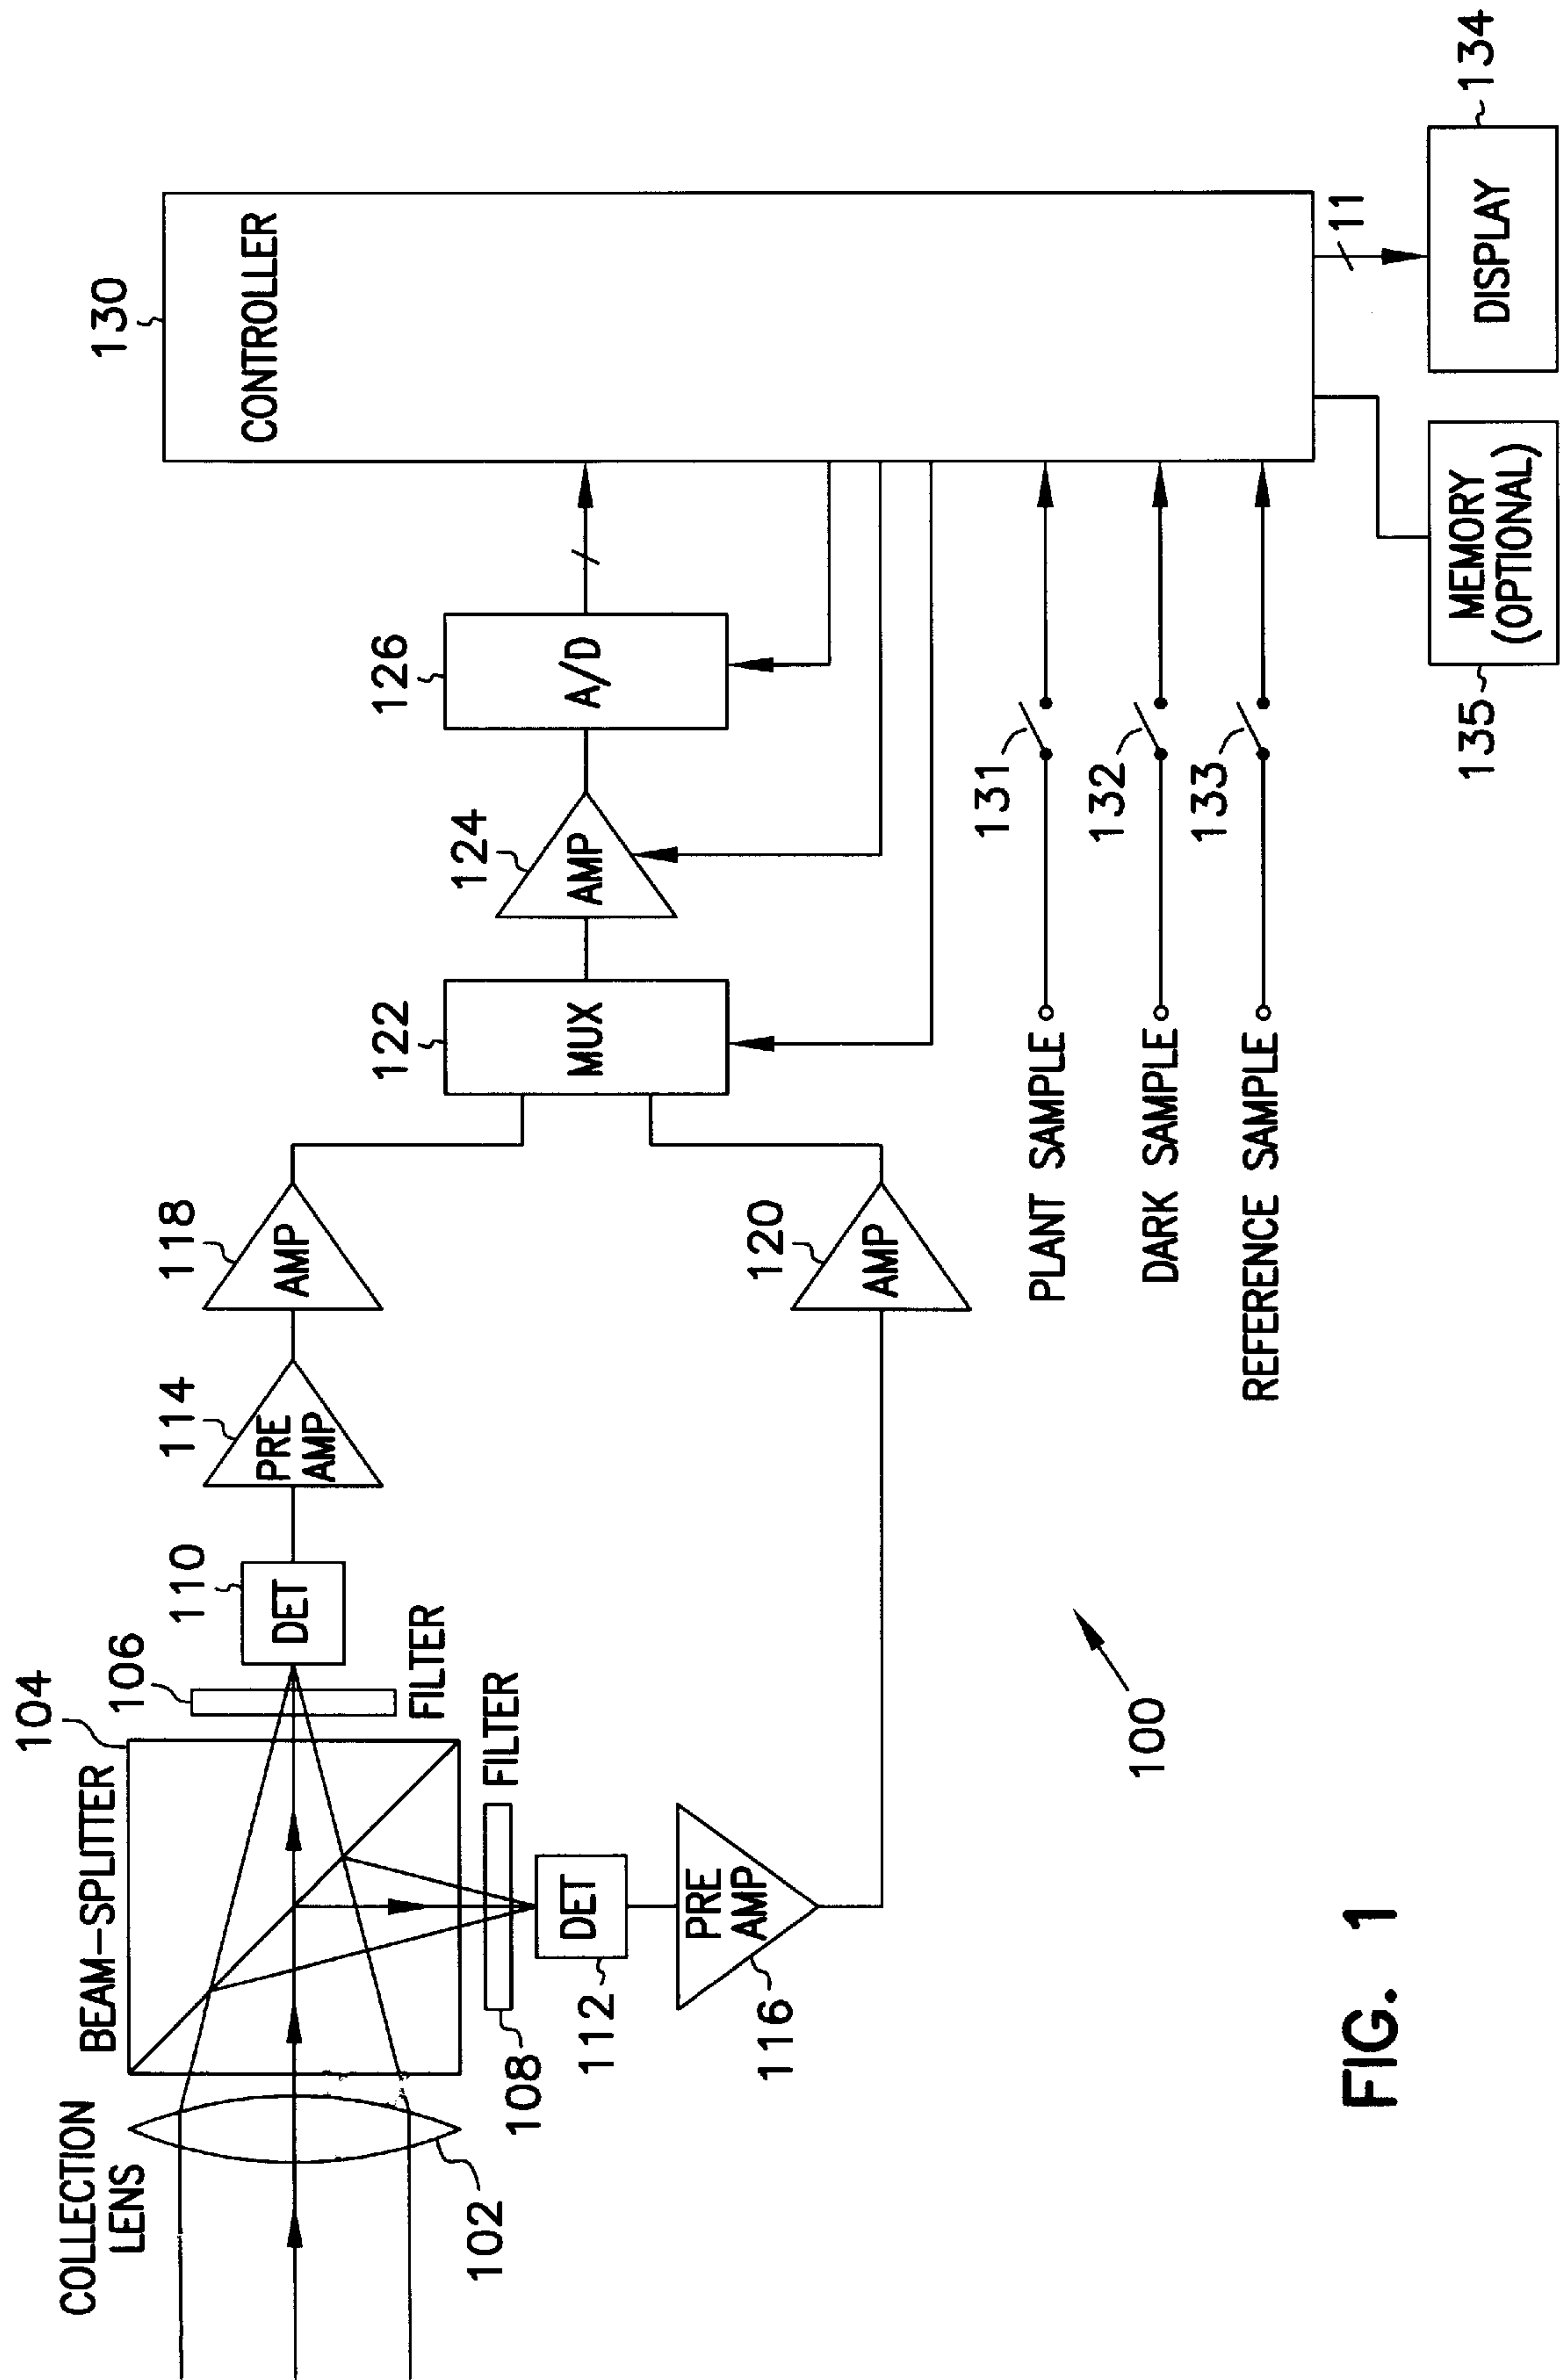 COLLECTION
LENS
102
BEAM-SPLITTER
104
106
FILTER
108
FILTER
110
DET
112
DET
114
PRE
AMP
116
PRE
AMP
118
AMP
120
AMP
122
MUX
124
AMP
126
A/D
130
CONTROLLER
PLANT SAMPLE
131
DARK SAMPLE
132
REFERENCE SAMPLE
133
135
MEMORY
(OPTIONAL)
11
134
DISPLAY
100
FIG. 1